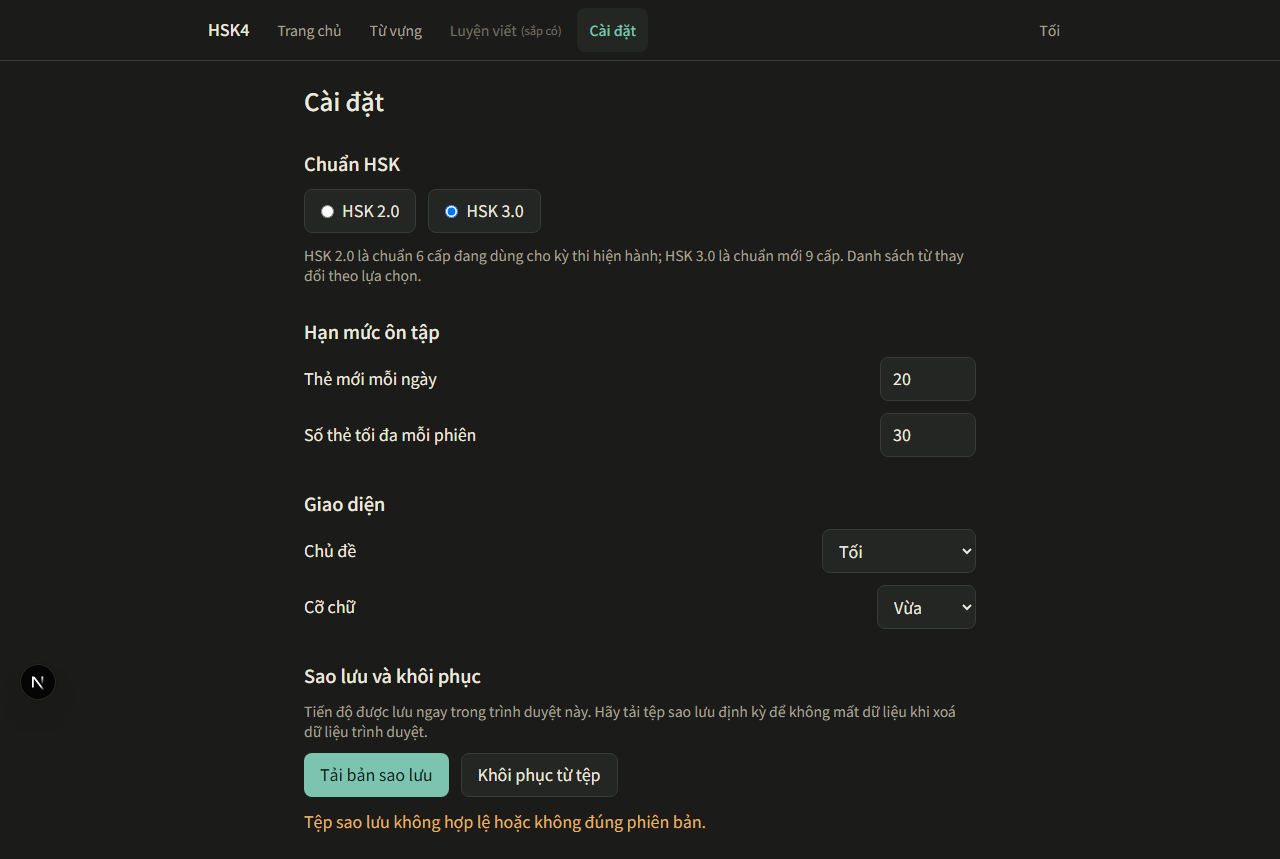 HSK4 Trang chủ Từ vựng Luyện viết (sắp có) Cài đặt Tối
Cài đặt
Chuẩn HSK
HSK 2.0 HSK 3.0
HSK 2.0 là chuẩn 6 cấp đang dùng cho kỳ thi hiện hành; HSK 3.0 là chuẩn mới 9 cấp. Danh sách từ thay
đổi theo lựa chọn.
Hạn mức ôn tập
Thẻ mới mỗi ngày 20
Số thẻ tối đa mỗi phiên 30
Giao diện
Chủ đề Tối
Cỡ chữ Vừa
N
Sao lưu và khôi phục
Tiến độ được lưu ngay trong trình duyệt này. Hãy tải tệp sao lưu định kỳ để không mất dữ liệu khi xoá
dữ liệu trình duyệt.
Tải bản sao lưu Khôi phục từ tệp
Tệp sao lưu không hợp lệ hoặc không đúng phiên bản.